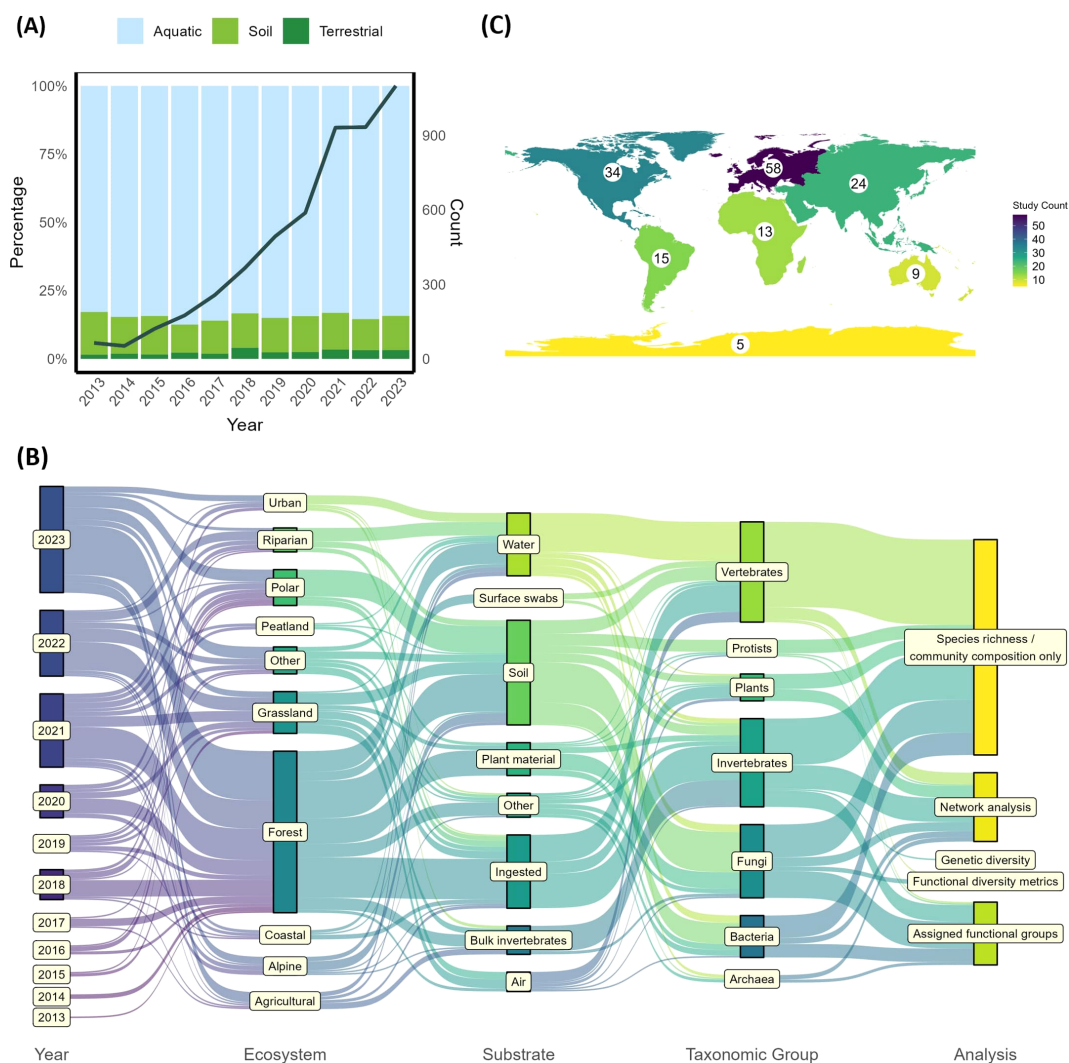 (A)
Aquatic Soil Terrestrial
100%
75%
50%
25%
0%
Percentage
900
600
300
0
Count
2013 2014 2015 2016 2017 2018 2019 2020 2021 2022 2023
Year
(C)
34
58
24
13
15
9
5
Study Count
50
40
30
20
10
(B)
2023
2022
2021
2020
2019
2018
2017
2016
2015
2014
2013
Urban
Riparian
Polar
Peatland
Other
Grassland
Forest
Coastal
Alpine
Agricultural
Water
Surface swabs
Soil
Plant material
Other
Ingested
Bulk invertebrates
Air
Vertebrates
Protists
Plants
Invertebrates
Fungi
Bacteria
Archaea
Species richness /
community composition only
Network analysis
Genetic diversity
Functional diversity metrics
Assigned functional groups
Year Ecosystem Substrate Taxonomic Group Analysis